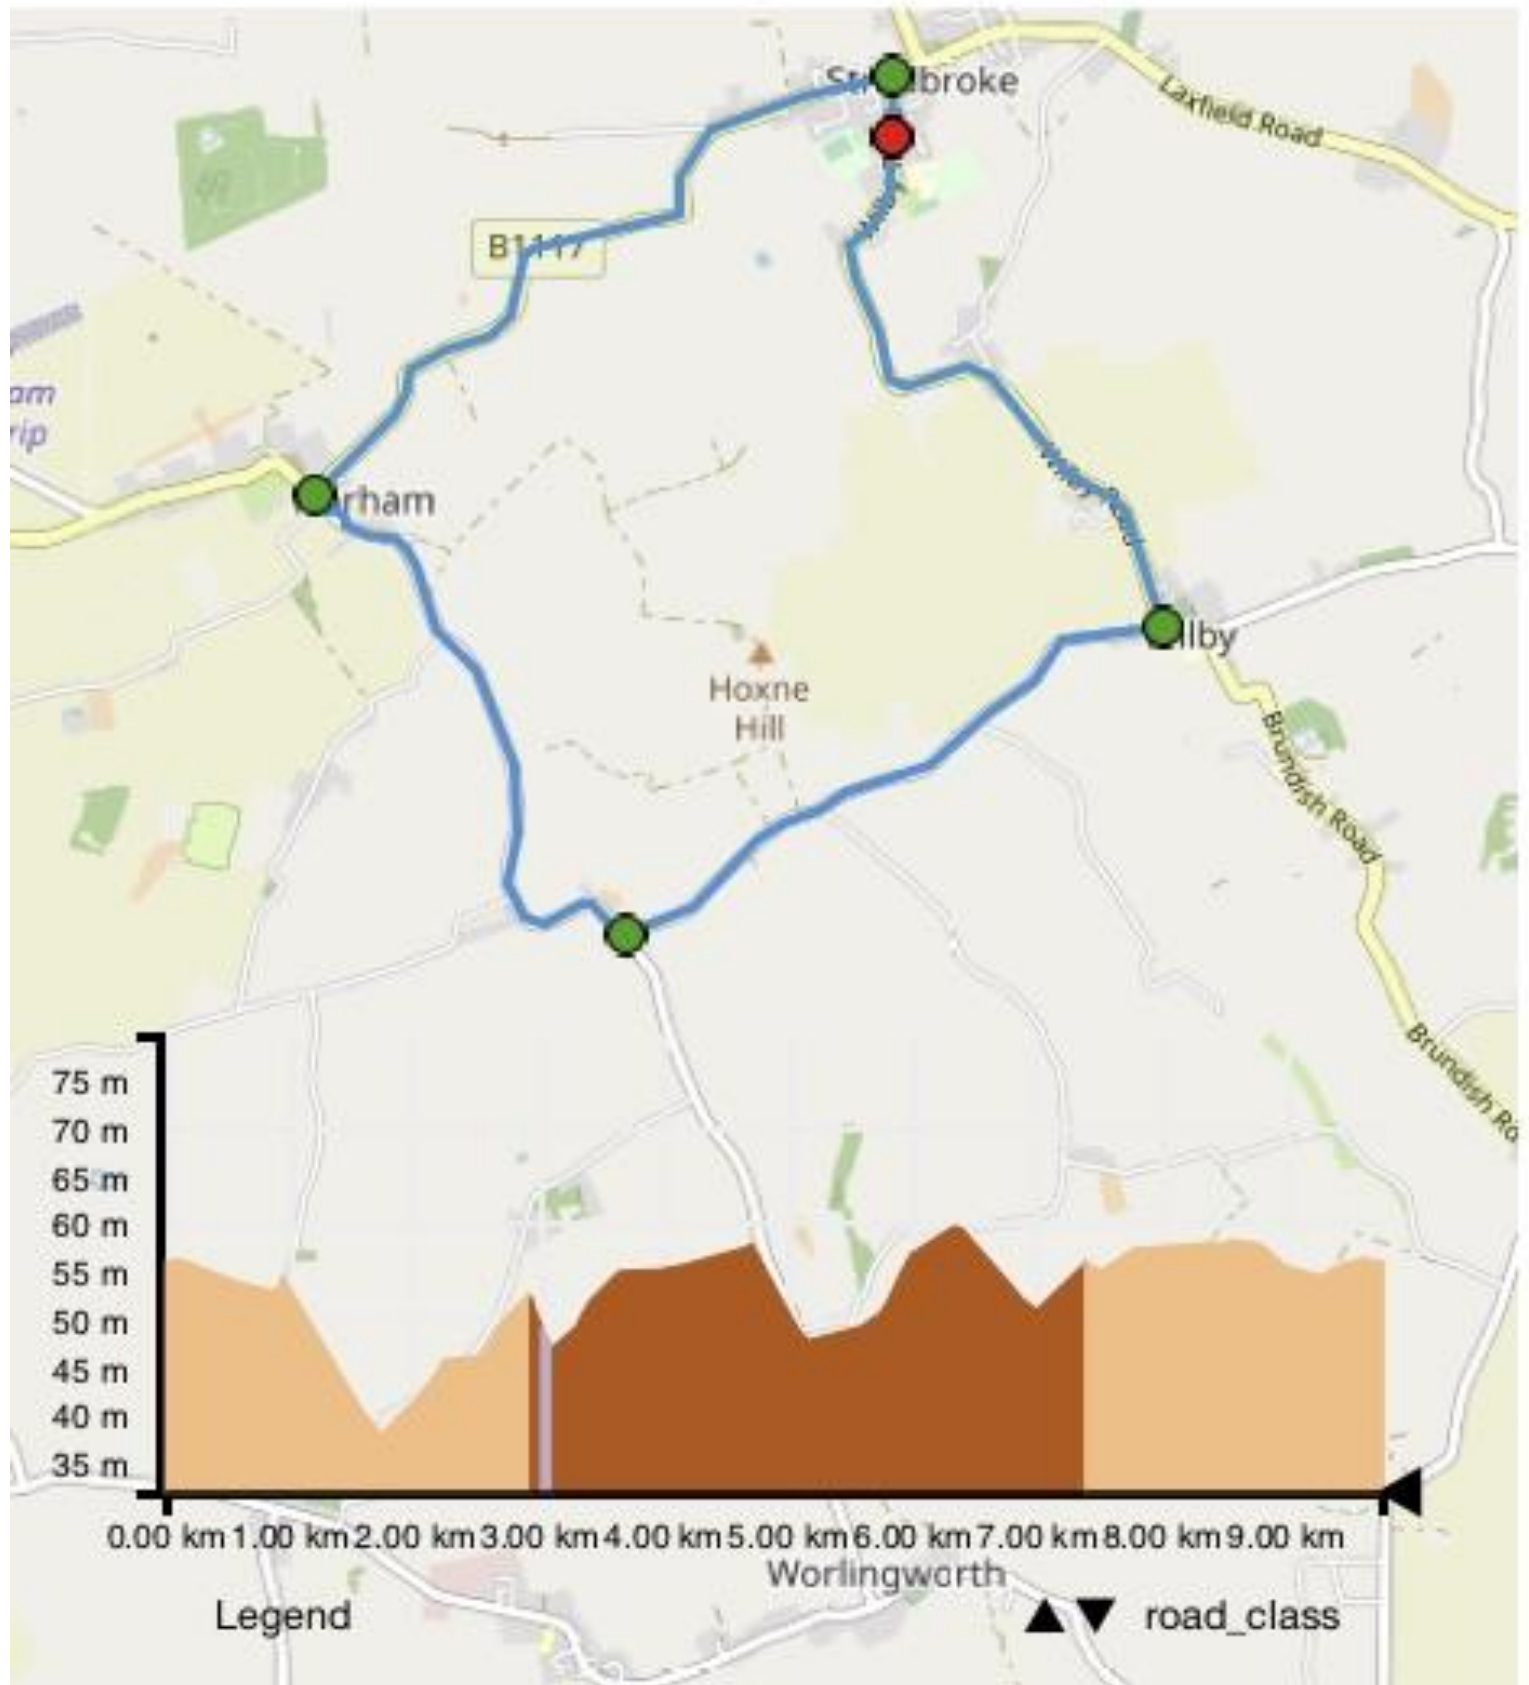 broke
Laxfield Road
B1117
am
rip
rham
Hoxne
Hill
lby
Brundish Road
Brundish Ro
75 m
70 m
65 m
60 m
55 m
50 m
45 m
40 m
35 m
0.00 km 1.00 km 2.00 km 3.00 km 4.00 km 5.00 km 6.00 km 7.00 km 8.00 km 9.00 km
Worlingworth
Legend ▲ ▼ road_class